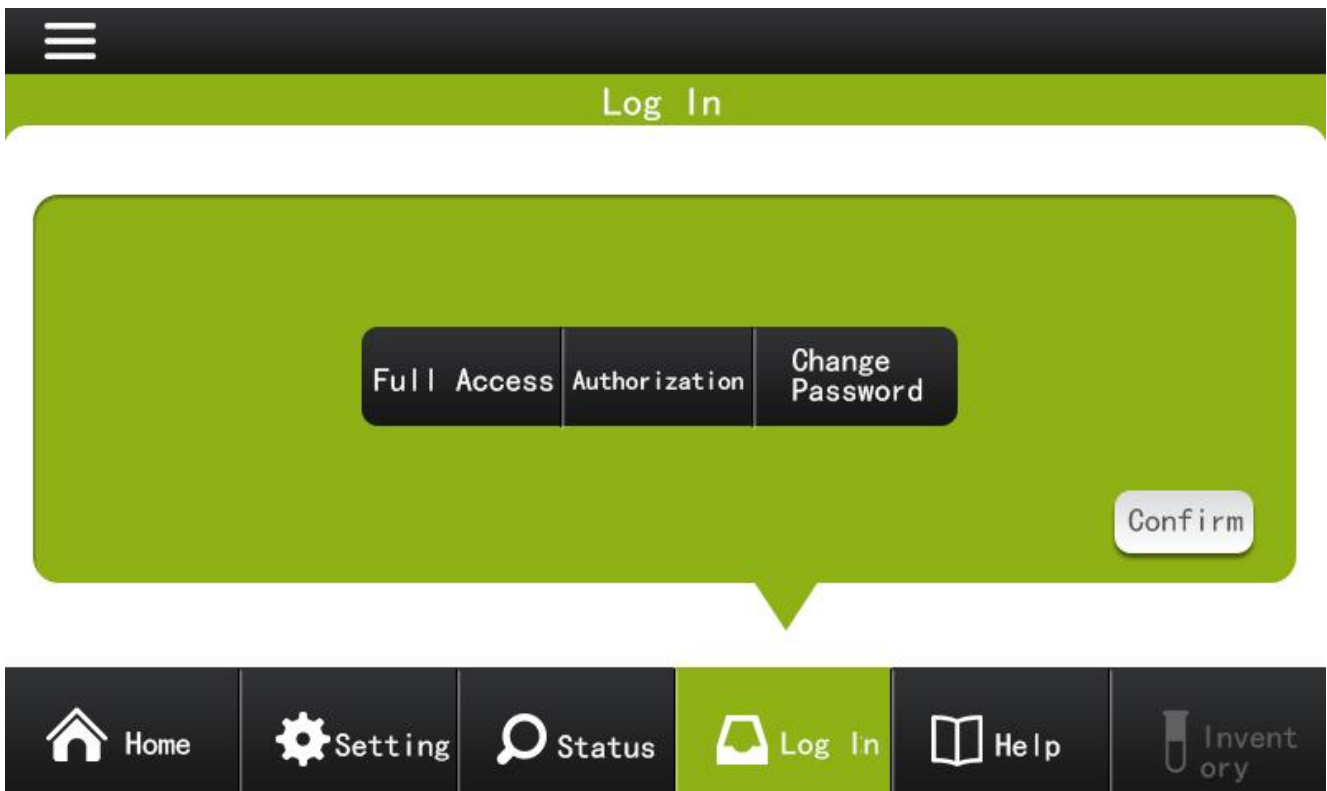 Log In
Full Access
Authorization
Change
Password
Confirm
Home
Setting
Status
Log In
Help
Invent
ory